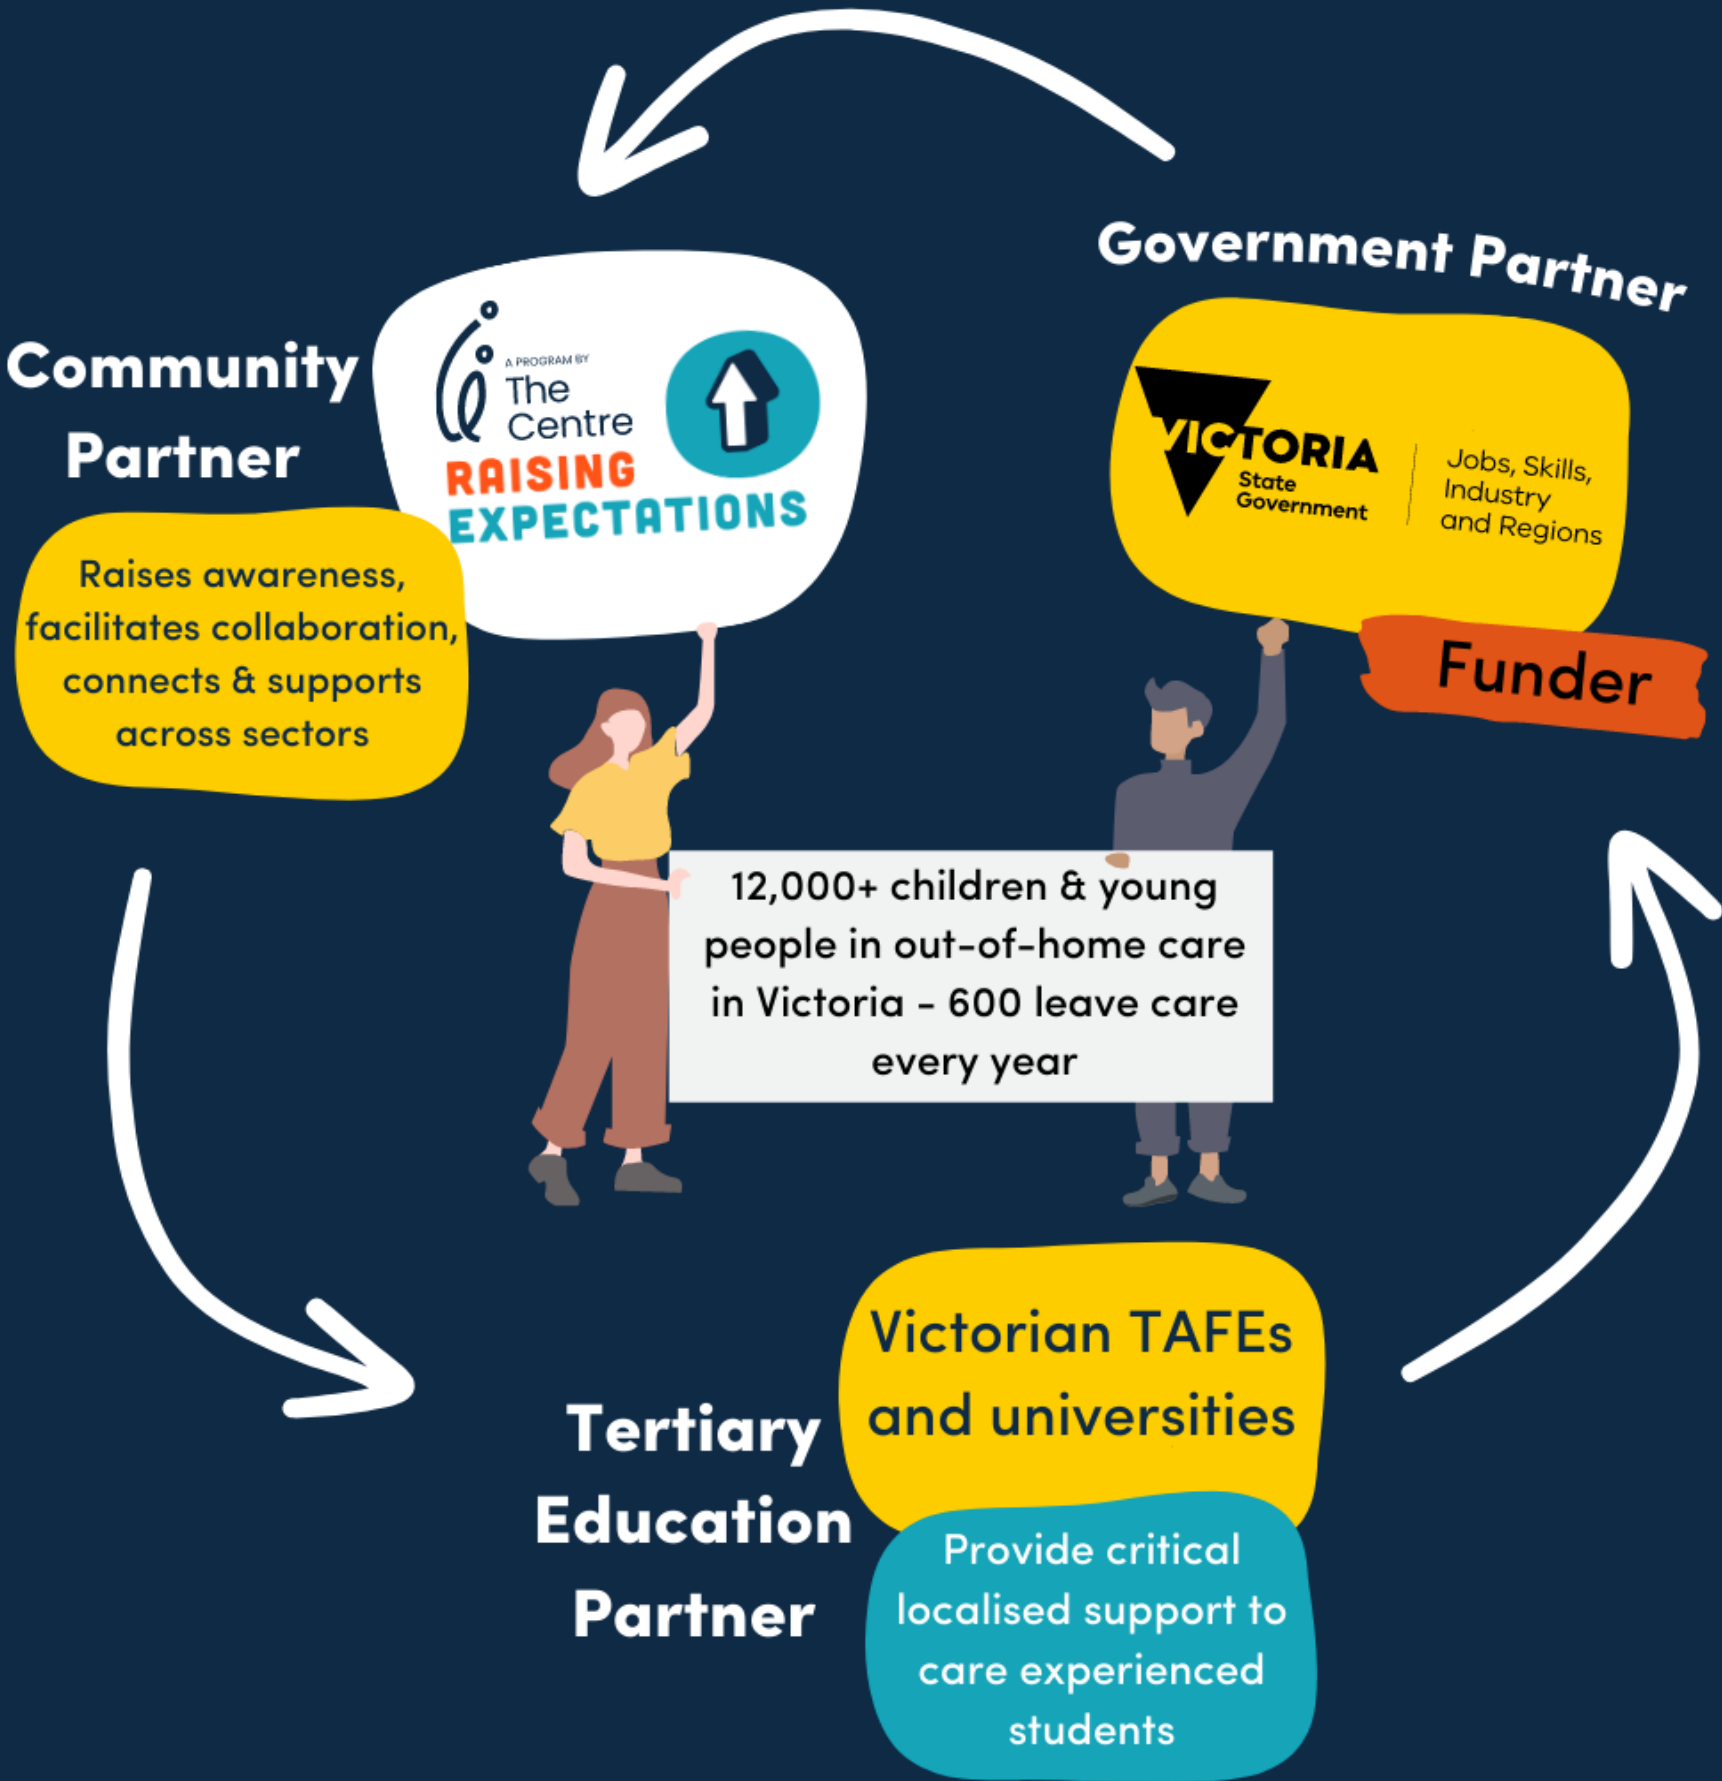 Government Partner
VICTORIA
State
Government
Jobs, Skills,
Industry
and Regions
Funder
Community
Partner
A PROGRAM BY
The
Centre
RAISING
EXPECTATIONS
Raises awareness,
facilitates collaboration,
connects & supports
across sectors
12,000+ children & young
people in out-of-home care
in Victoria - 600 leave care
every year
Tertiary
Education
Partner
Victorian TAFEs
and universities
Provide critical
localised support to
care experienced
students